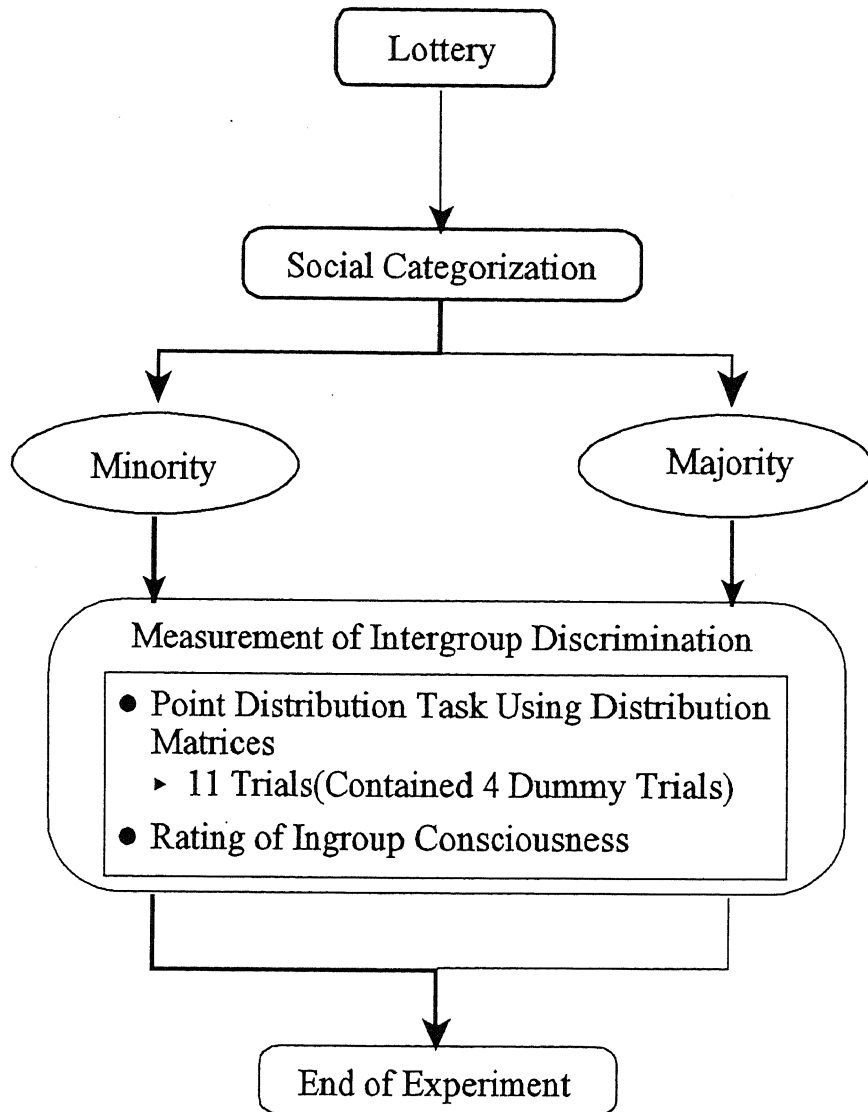 Lottery
Social Categorization
Minority
Majority
Measurement of Intergroup Discrimination
● Point Distribution Task Using Distribution
Matrices
▸ 11 Trials(Contained 4 Dummy Trials)
● Rating of Ingroup Consciousness
End of Experiment